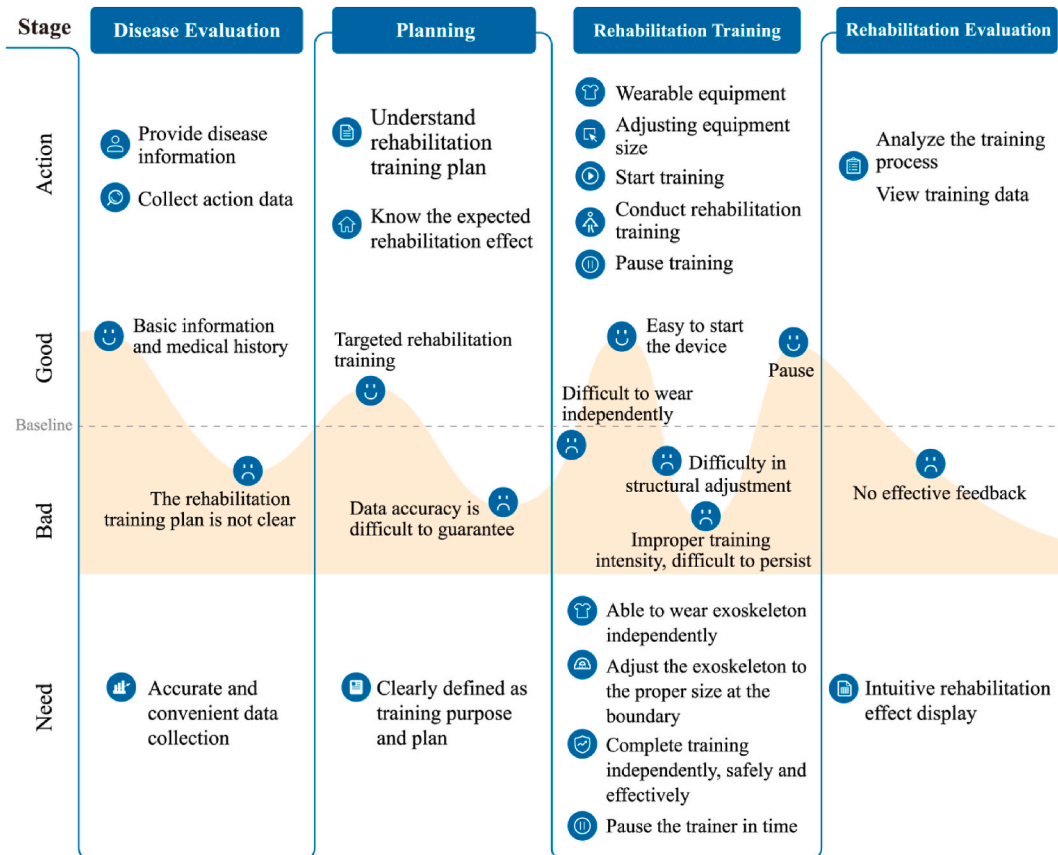 Stage
Disease Evaluation
Planning
Rehabilitation Training
Rehabilitation Evaluation
Action
Provide disease
information
Collect action data
Understand
rehabilitation
training plan
Know the expected
rehabilitation effect
Wearable equipment
Adjusting equipment
size
Start training
Conduct rehabilitation
training
Pause training
Analyze the training
process
View training data
Good
Basic information
and medical history
Targeted rehabilitation
training
Easy to start
the device
Pause
Difficult to wear
independently
Baseline
Bad
The rehabilitation
training plan is not clear
Data accuracy is
difficult to guarantee
Difficulty in
structural adjustment
Improper training
intensity, difficult to persist
No effective feedback
Need
Accurate and
convenient data
collection
Clearly defined as
training purpose
and plan
Able to wear exoskeleton
independently
Adjust the exoskeleton to
the proper size at the
boundary
Complete training
independently, safely and
effectively
Pause the trainer in time
Intuitive rehabilitation
effect display